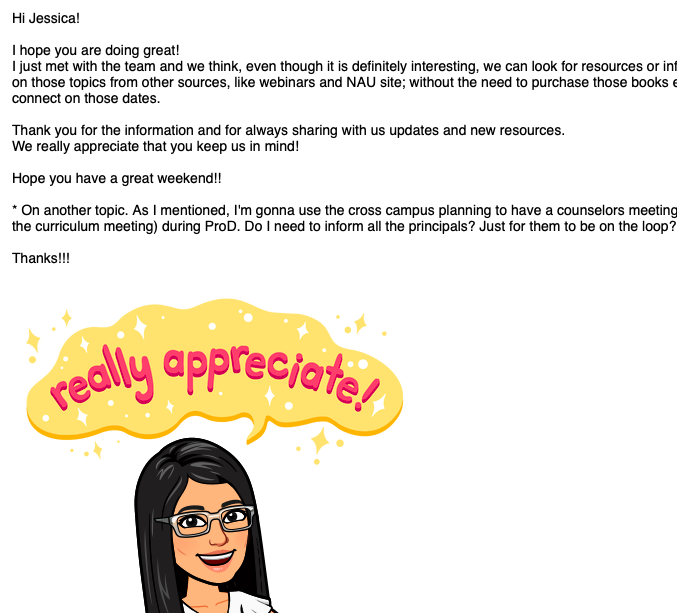 Hi Jessica!
I hope you are doing great!
I just met with the team and we think, even though it is definitely interesting, we can look for resources or
on those topics from other sources, like webinars and NAU site; without the need to purchase those books
connect on those dates.
Thank you for the information and for always sharing with us updates and new resources.
We really appreciate that you keep us in mind!
Hope you have a great weekend!!
* On another topic. As I mentioned, I'm gonna use the cross campus planning to have a counselors meeting
the curriculum meeting) during ProD. Do I need to inform all the principals? Just for them to be on the loop?
Thanks!!!
really appreciate!